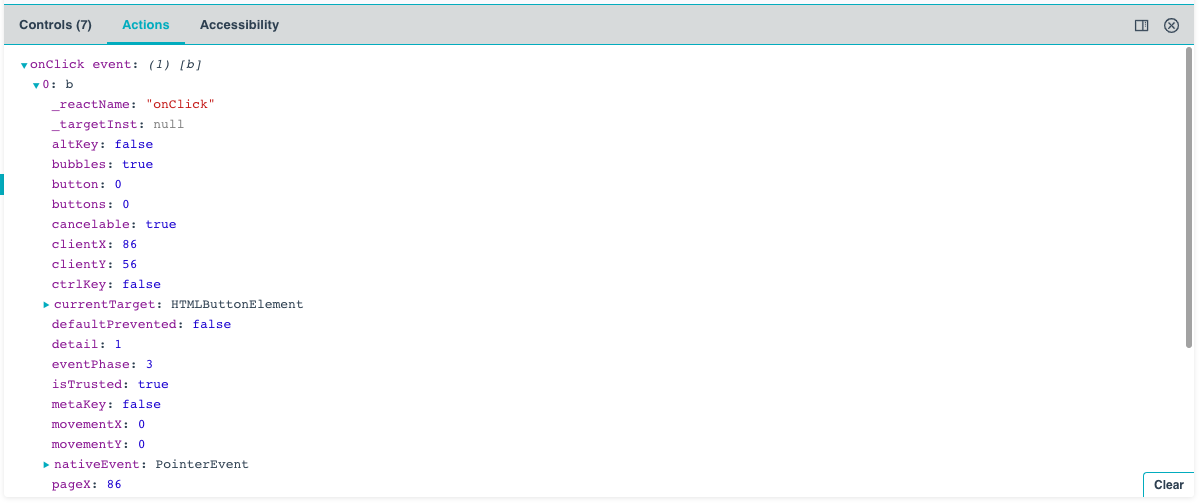 Controls (7) Actions Accessibility
onClick event: (1) [b]
0: b
_reactName: "onClick"
_targetInst: null
altKey: false
bubbles: true
button: 0
buttons: 0
cancelable: true
clientX: 86
clientY: 56
ctrlKey: false
currentTarget: HTMLButtonElement
defaultPrevented: false
detail: 1
eventPhase: 3
isTrusted: true
metaKey: false
movementX: 0
movementY: 0
nativeEvent: PointerEvent
pageX: 86
Clear